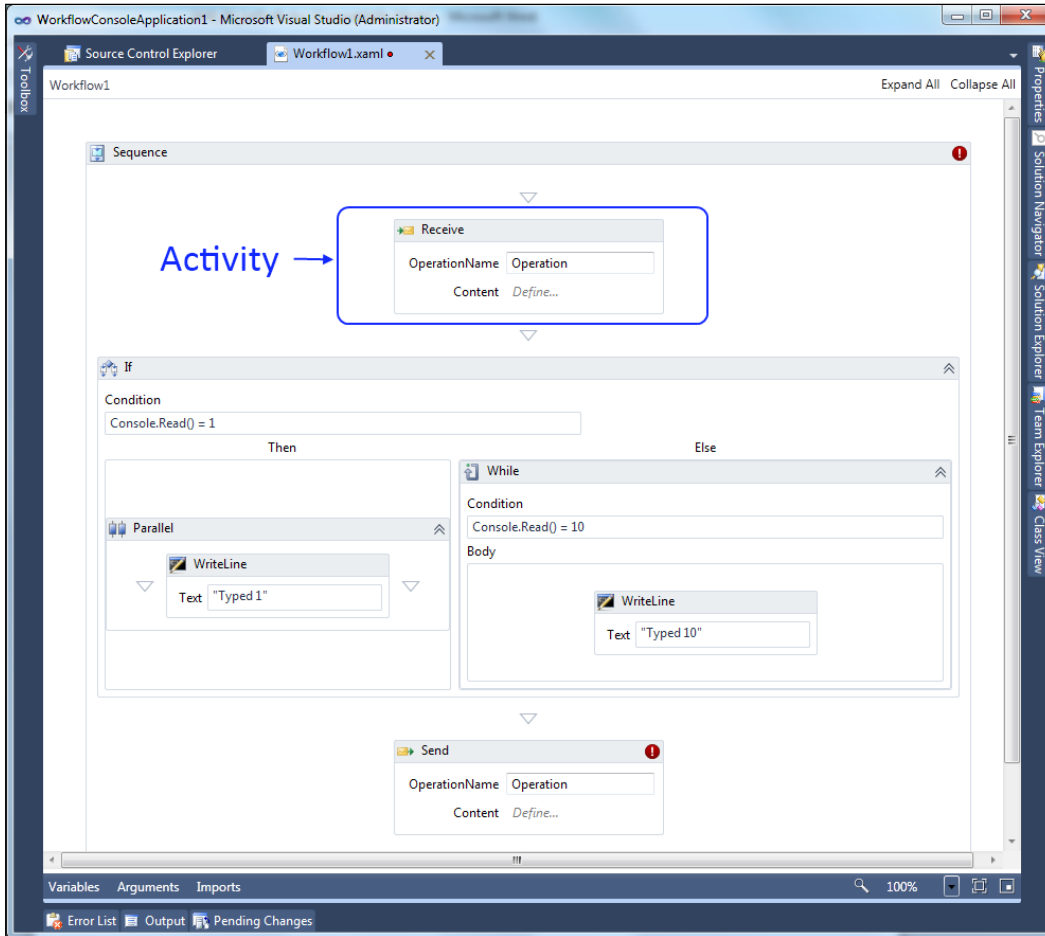 WorkflowConsoleApplication1 - Microsoft Visual Studio (Administrator)
Toolbox
Source Control Explorer
Workflow1.xaml
Workflow1
Expand All Collapse All
Sequence
Activity
Receive
OperationName Operation
Content Define...
If
Condition
Console.Read() = 1
Then
Else
Parallel
WriteLine
Text "Typed 1"
While
Condition
Console.Read() = 10
Body
WriteLine
Text "Typed 10"
Send
OperationName Operation
Content Define...
Variables Arguments Imports
100%
Error List Output Pending Changes
Properties
Solution Navigator
Solution Explorer
Team Explorer
Class View